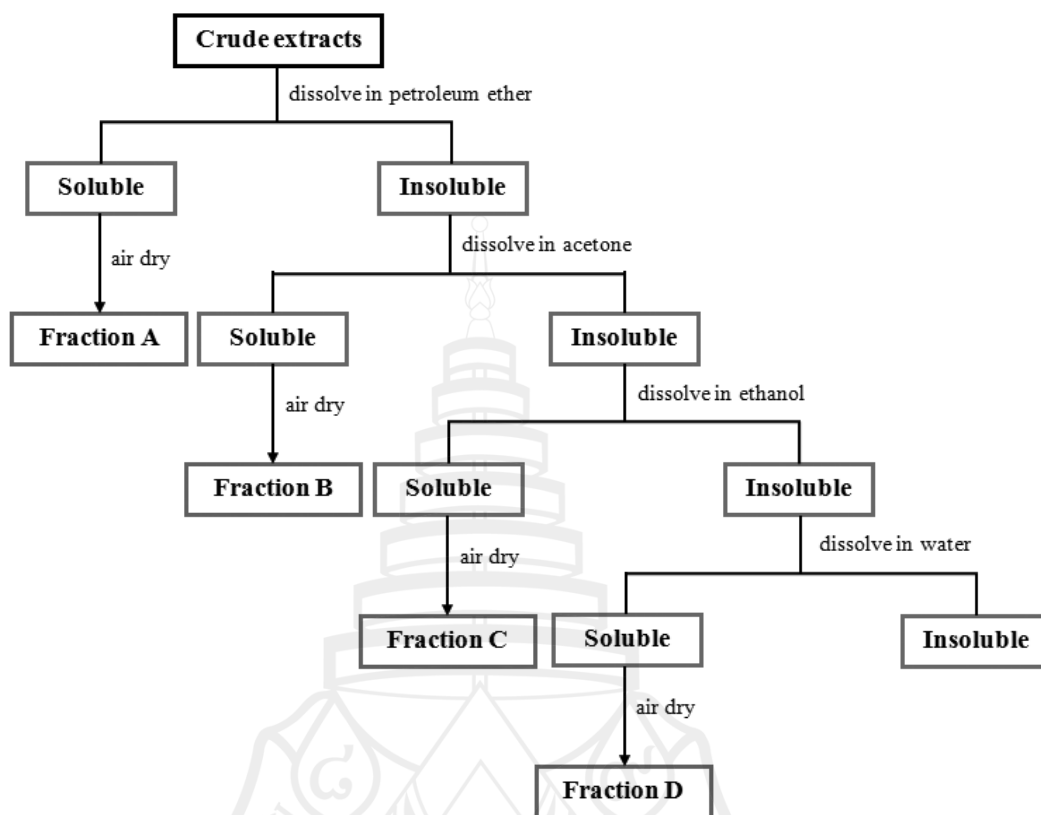 Crude extracts
dissolve in petroleum ether
Soluble
Insoluble
air dry
dissolve in acetone
Fraction A
Soluble
Insoluble
air dry
dissolve in ethanol
Fraction B
Soluble
Insoluble
air dry
dissolve in water
Fraction C
Soluble
Insoluble
air dry
Fraction D